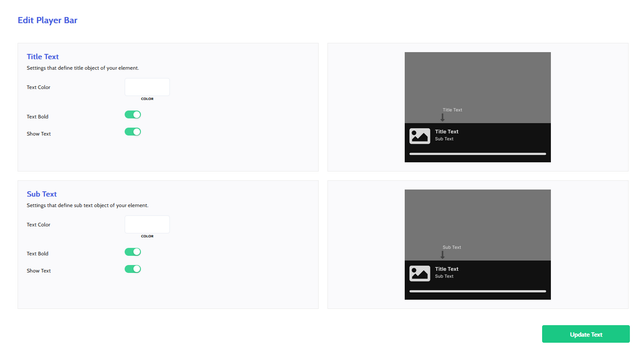 Edit Player Bar
Title Text
Settings that define title object of your element.
Text Color
COLOR
Text Bold
Show Text
Title Text
Title Text
Sub Text
Sub Text
Settings that define sub text object of your element.
Text Color
COLOR
Text Bold
Show Text
Sub Text
Title Text
Sub Text
Update Text